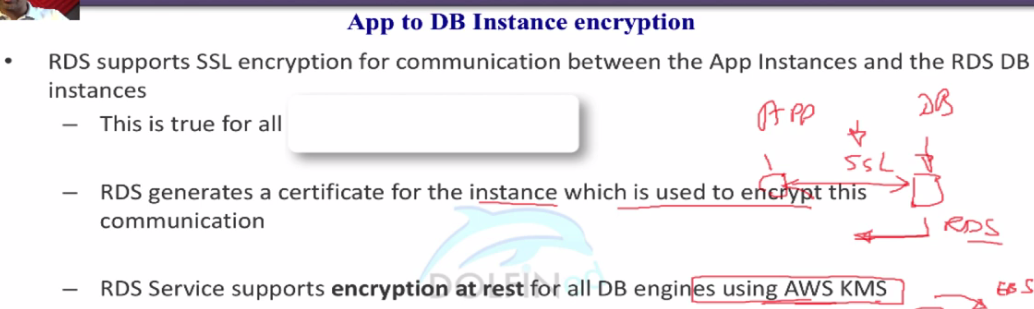 App to DB Instance encryption
• RDS supports SSL encryption for communication between the App Instances and the RDS DB
instances
– This is true for all
APP
DB
SSL
– RDS generates a certificate for the instance which is used to encrypt this
communication
RDS
DOLFINed
– RDS Service supports encryption at rest for all DB engines using AWS KMS
EBS